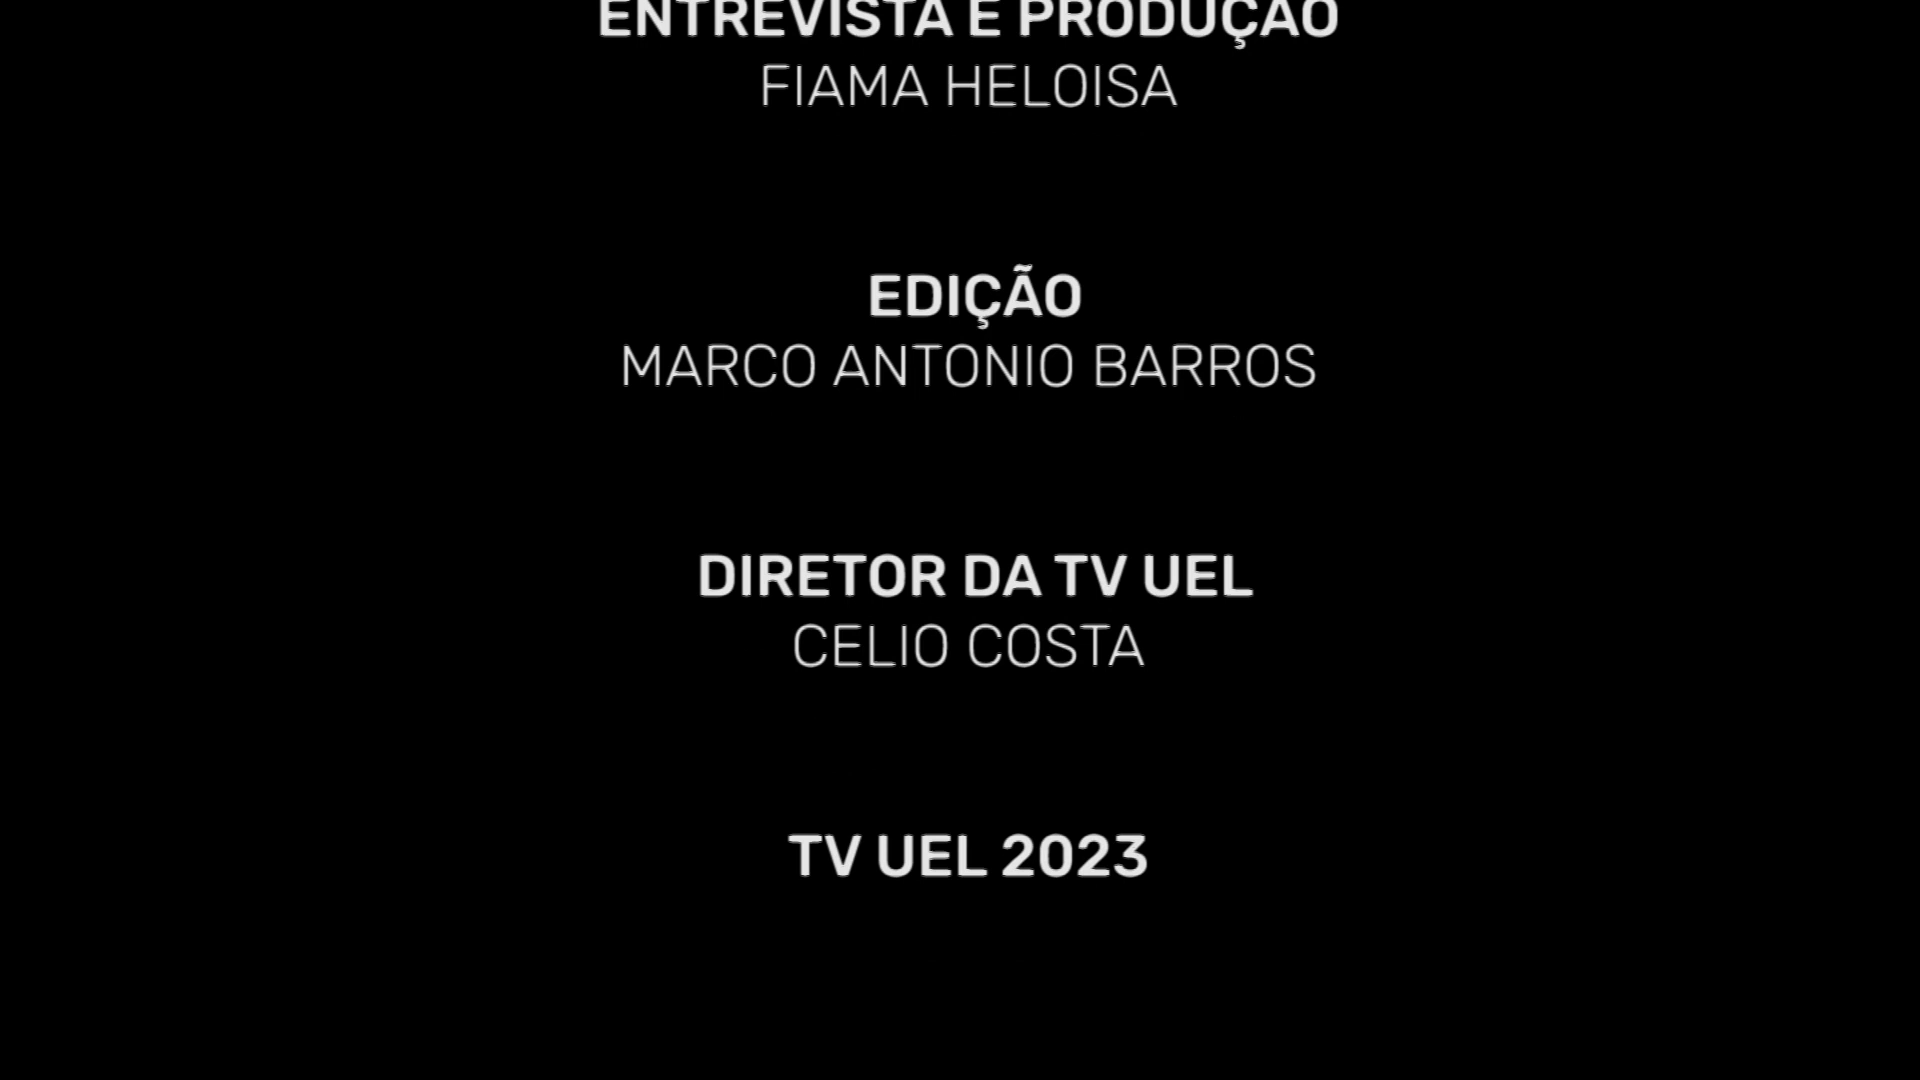 ENTREVISTA E PRODUÇÃO
FIAMA HELOISA
EDIÇÃO
MARCO ANTONIO BARROS
DIRETOR DA TV UEL
CELIO COSTA
TV UEL 2023